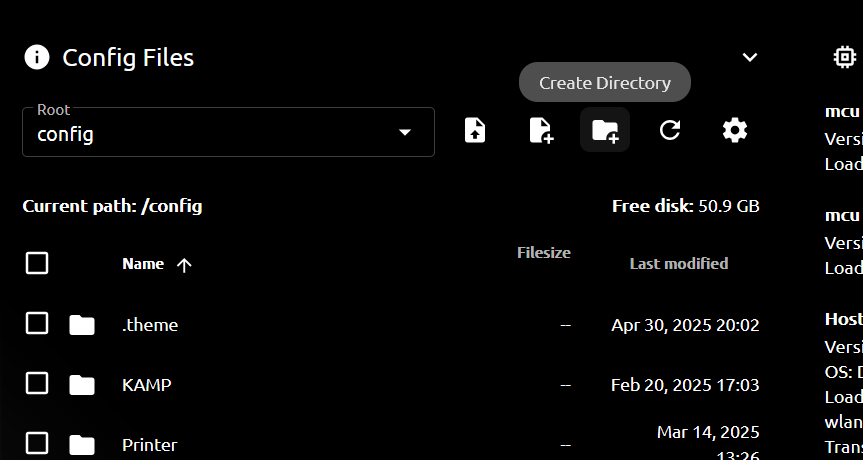 Config Files
Create Directory
Root
config
Current path: /config
Free disk: 50.9 GB
Name
Filesize
Last modified
.theme
--
Apr 30, 2025 20:02
KAMP
--
Feb 20, 2025 17:03
Printer
--
Mar 14, 2025
13:26
mcu
Versi
Load
mcu
Versi
Load
Host
Versi
OS: D
Load
wlan
Trans